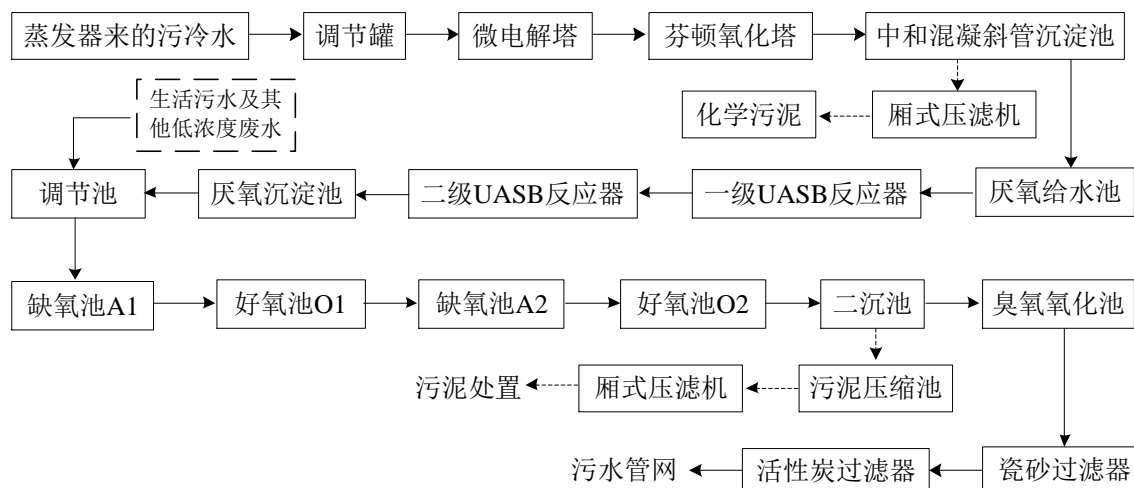 蒸发器来的污冷水
调节罐
微电解塔
芬顿氧化塔
中和混凝斜管沉淀池
生活污水及其
他低浓度废水
化学污泥
厢式压滤机
调节池
厌氧沉淀池
二级UASB反应器
一级UASB反应器
厌氧给水池
缺氧池A1
好氧池O1
缺氧池A2
好氧池O2
二沉池
臭氧氧化池
污泥处置
厢式压滤机
污泥压缩池
污水管网
活性炭过滤器
瓷砂过滤器